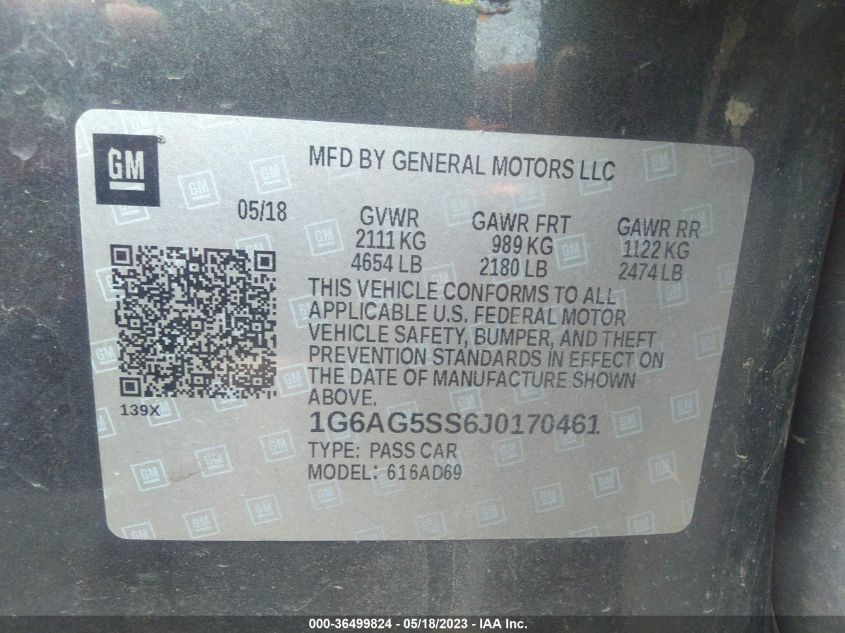 GM ®
MFD BY GENERAL MOTORS LLC
05/18
GVWR GAWR FRT GAWR RR
2111 KG 989 KG 1122 KG
4654 LB 2180 LB 2474 LB
THIS VEHICLE CONFORMS TO ALL
APPLICABLE U.S. FEDERAL MOTOR
VEHICLE SAFETY, BUMPER, AND THEFT
PREVENTION STANDARDS IN EFFECT ON
THE DATE OF MANUFACTURE SHOWN
ABOVE.
139X
1G6AG5SS6J0170461
TYPE: PASS CAR
MODEL: 616AD69
000-36499824 - 05/18/2023 - IAA Inc.